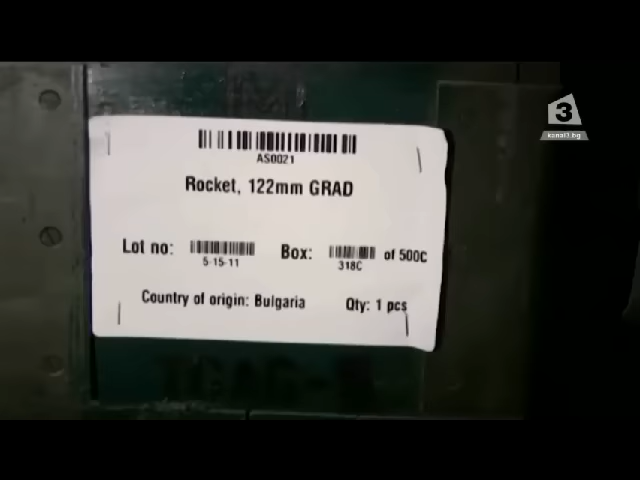 3
kanal3.bg
AS0021
Rocket, 122mm GRAD
Lot no: 5-15-11 Box: 318C of 500C
Country of origin: Bulgaria Qty: 1 pcs